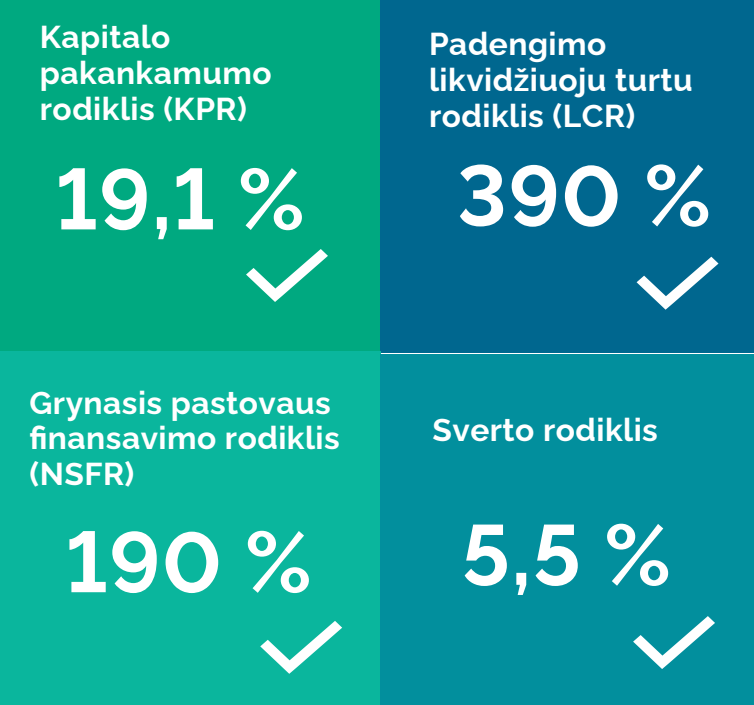 Kapitalo
pakankamumo
rodiklis (KPR)
19,1 %
Padengimo
likvidžiuoju turtu
rodiklis (LCR)
390 %
Grynasis pastovaus
finansavimo rodiklis
(NSFR)
190 %
Sverto rodiklis
5,5 %